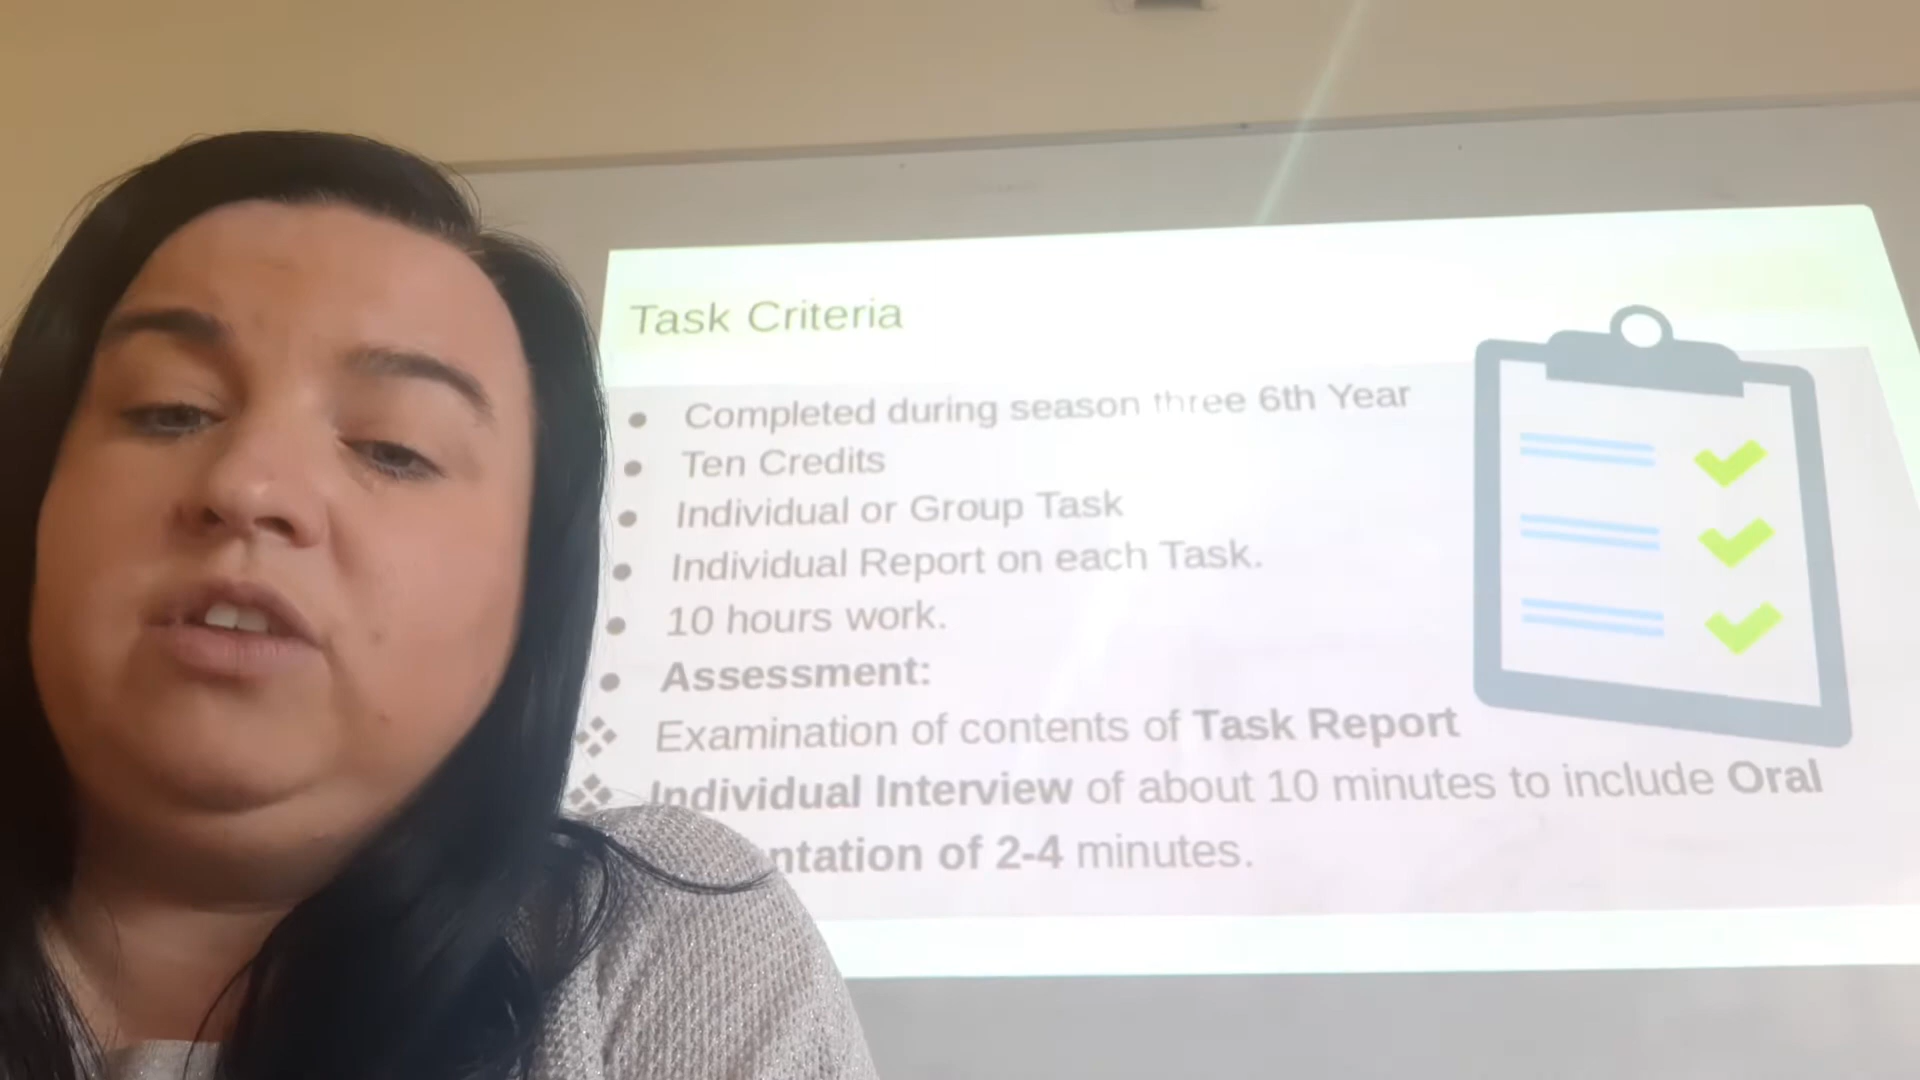 Task Criteria
Completed during season three 6th Year
Ten Credits
Individual or Group Task
Individual Report on each Task.
10 hours work.
Assessment:
Examination of contents of Task Report
Individual Interview of about 10 minutes to include Oral
ntation of 2-4 minutes.